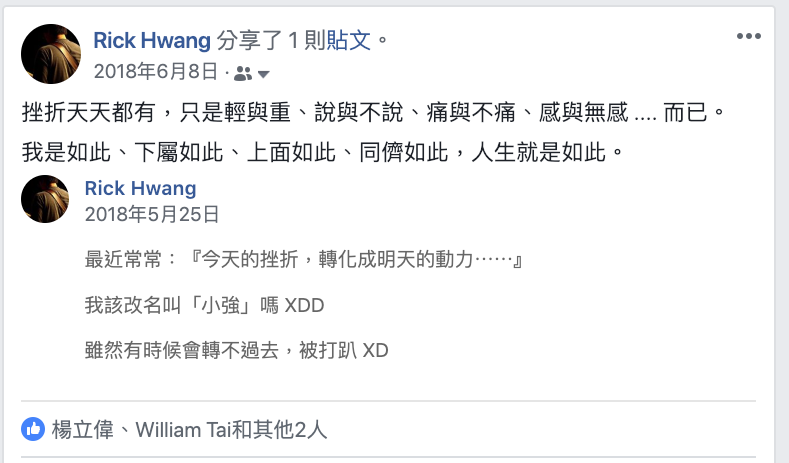 Rick Hwang 分享了 1 則貼文。
2018年6月8日 ·
挫折天天都有，只是輕與重、說與不說、痛與不痛、感與無感 .... 而已。
我是如此、下屬如此、上面如此、同儕如此，人生就是如此。
Rick Hwang
2018年5月25日
最近常常：『今天的挫折，轉化成明天的動力⋯⋯』
我該改名叫「小強」嗎 XDD
雖然有時候會轉不過去，被打趴 XD
楊立偉、William Tai和其他2人